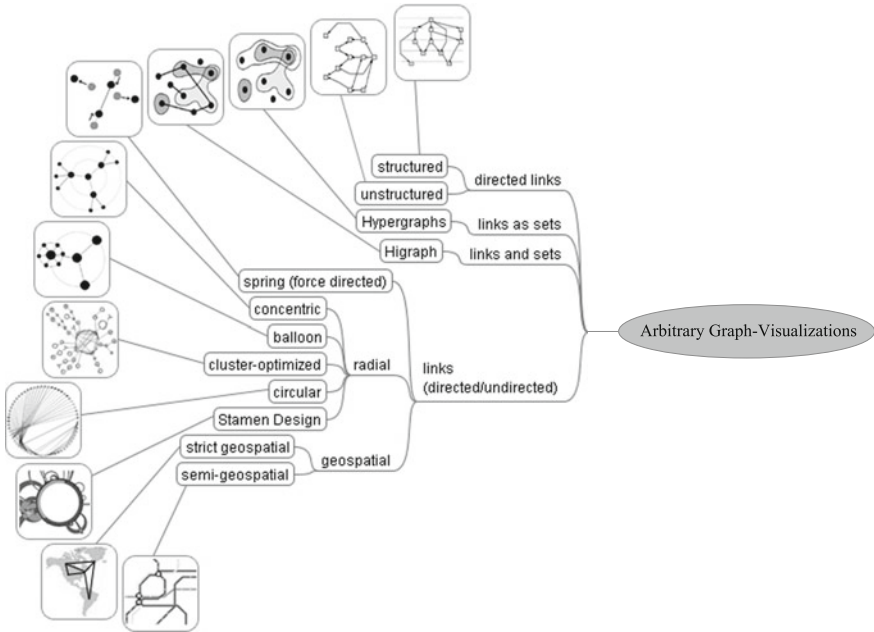 structured
directed links
unstructured
Hypergraphs
links as sets
Higraph
links and sets
spring (force directed)
concentric
balloon
Arbitrary Graph-Visualizations
cluster-optimized
radial
links
(directed/undirected)
circular
Stamen Design
strict geospatial
geospatial
semi-geospatial